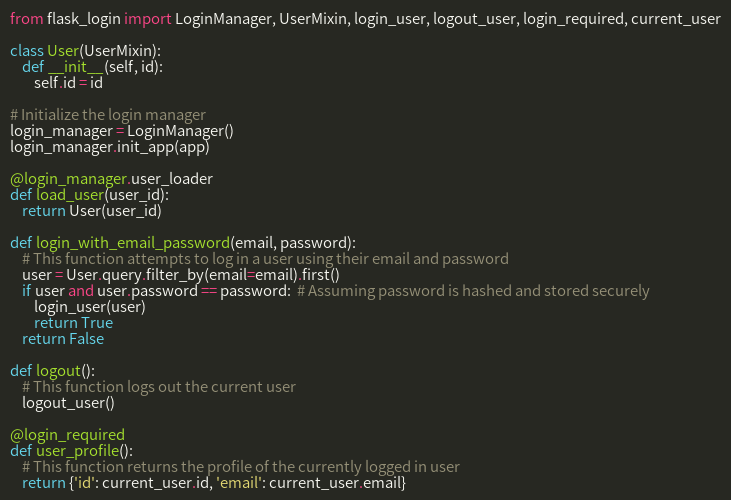 from flask_login import LoginManager, UserMixin, login_user, logout_user, login_required, current_user
class User(UserMixin):
def __init__(self, id):
self.id = id
# Initialize the login manager
login_manager = LoginManager()
login_manager.init_app(app)
@login_manager.user_loader
def load_user(user_id):
return User(user_id)
def login_with_email_password(email, password):
# This function attempts to log in a user using their email and password
user = User.query.filter_by(email=email).first()
if user and user.password == password:  # Assuming password is hashed and stored securely
login_user(user)
return True
return False
def logout():
# This function logs out the current user
logout_user()
@login_required
def user_profile():
# This function returns the profile of the currently logged in user
return {'id': current_user.id, 'email': current_user.email}